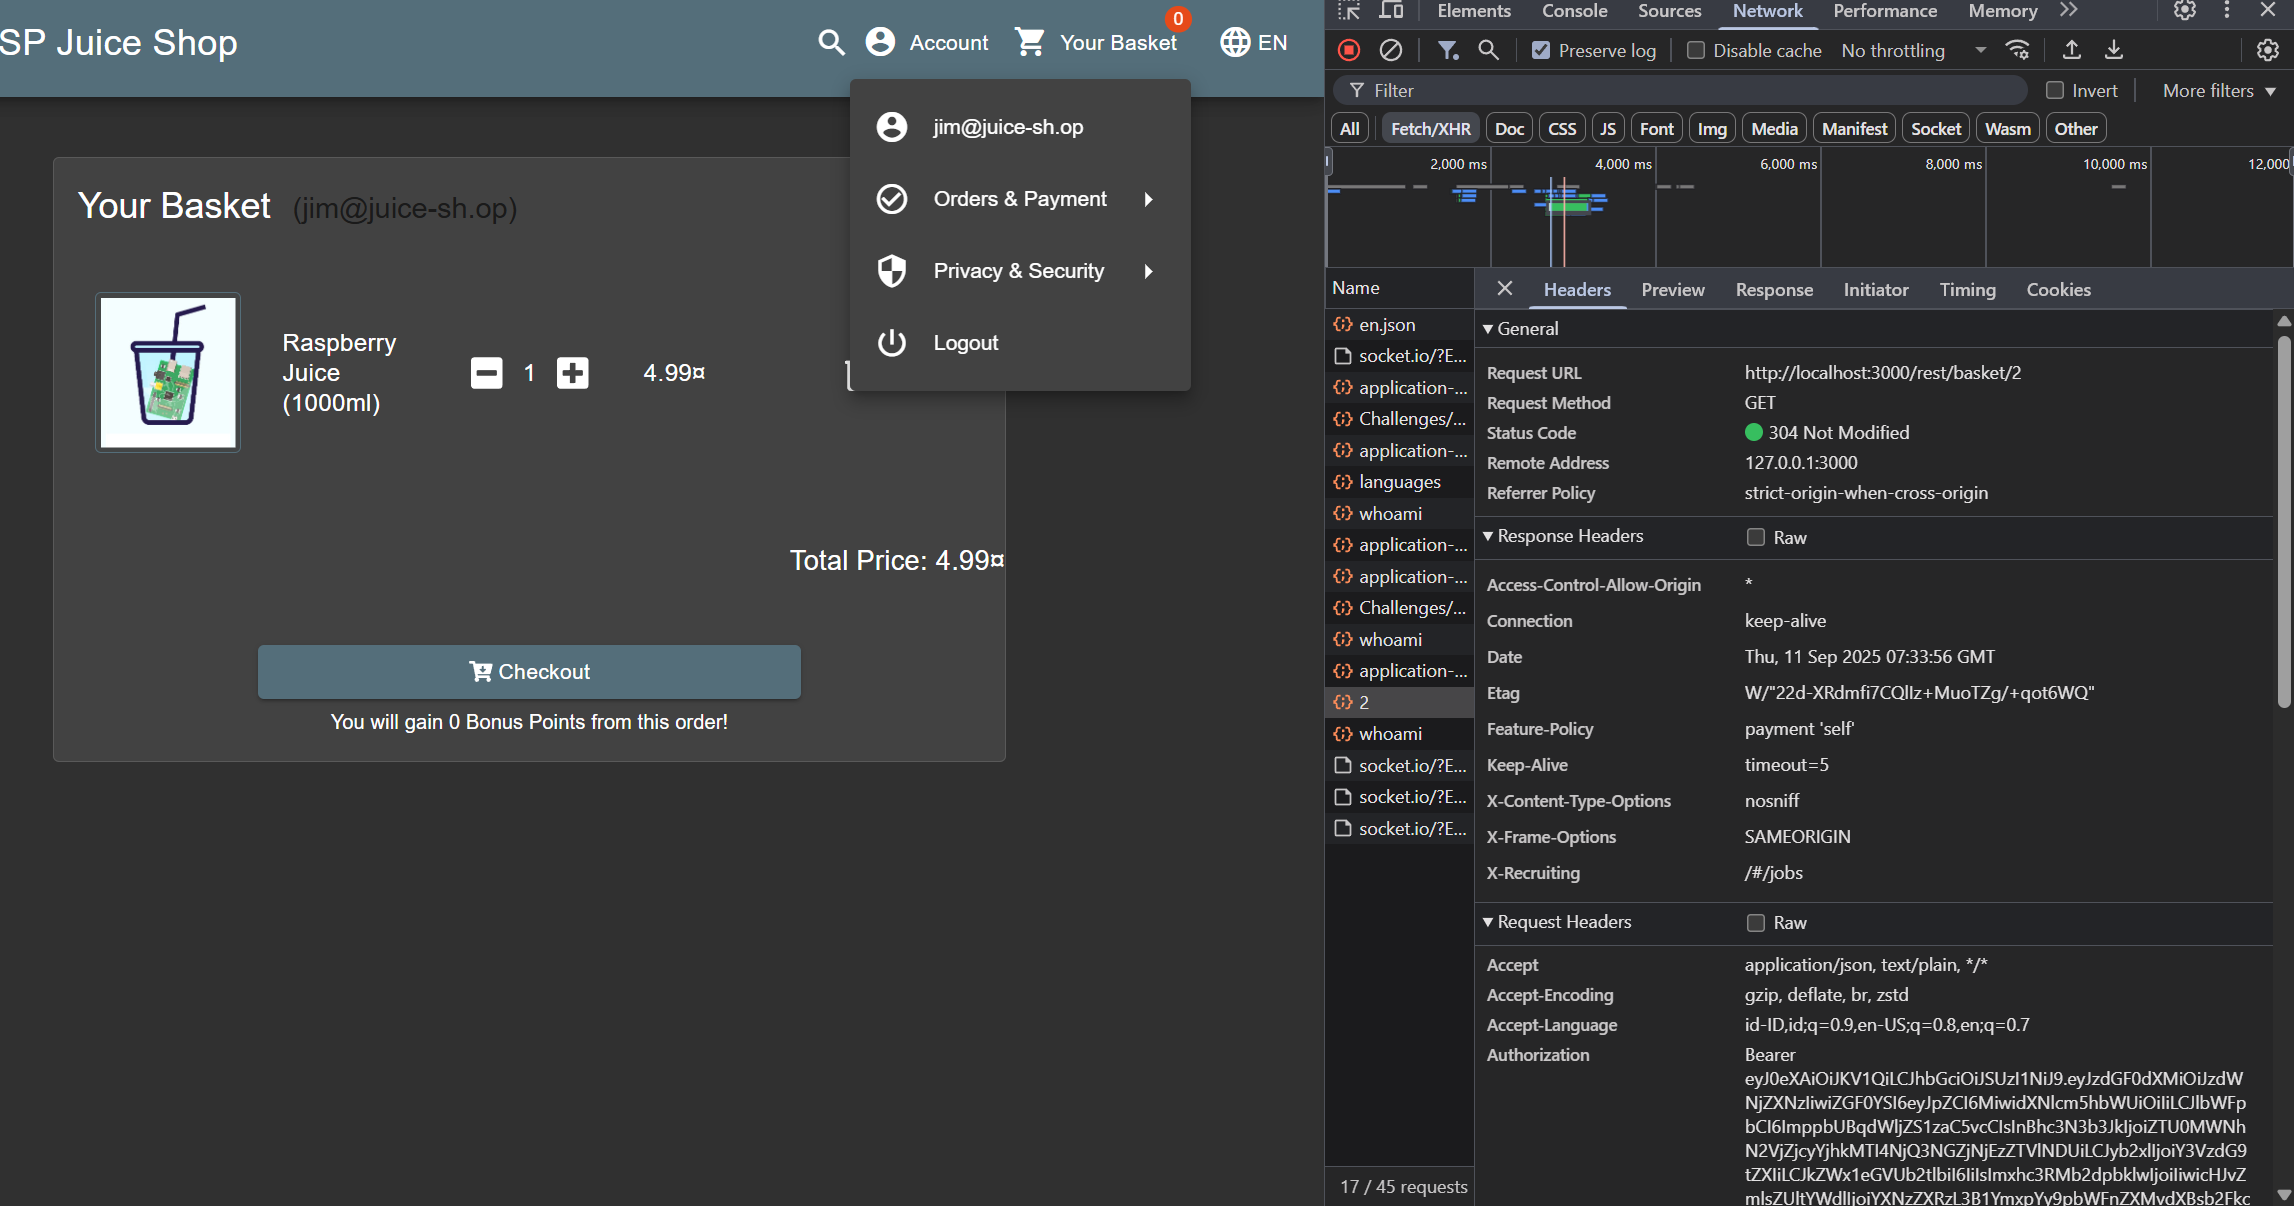 SP Juice Shop
Account
0
Your Basket
EN
jim@juice-sh.op
Orders & Payment
Privacy & Security
Logout
Your Basket (jim@juice-sh.op)
Raspberry
Juice
(1000ml)
1
4.99¤
Total Price: 4.99¤
Checkout
You will gain 0 Bonus Points from this order!
Elements Console Sources Network Performance Memory
Preserve log Disable cache No throttling
Filter Invert More filters
All Fetch/XHR Doc CSS JS Font Img Media Manifest Socket Wasm Other
2,000 ms 4,000 ms 6,000 ms 8,000 ms 10,000 ms 12,000
Name
en.json
socket.io/?E...
application-...
Challenges/...
application-...
languages
whoami
application-...
application-...
Challenges/...
whoami
application-...
2
whoami
socket.io/?E...
socket.io/?E...
socket.io/?E...
17 / 45 requests
Headers Preview Response Initiator Timing Cookies
General
Request URL http://localhost:3000/rest/basket/2
Request Method GET
Status Code 304 Not Modified
Remote Address 127.0.0.1:3000
Referrer Policy strict-origin-when-cross-origin
Response Headers Raw
Access-Control-Allow-Origin *
Connection keep-alive
Date Thu, 11 Sep 2025 07:33:56 GMT
Etag W/"22d-XRdmfi7CQlIz+MuoTZg/+qot6WQ"
Feature-Policy payment 'self'
Keep-Alive timeout=5
X-Content-Type-Options nosniff
X-Frame-Options SAMEORIGIN
X-Recruiting /#/jobs
Request Headers Raw
Accept application/json, text/plain, */*
Accept-Encoding gzip, deflate, br, zstd
Accept-Language id-ID,id;q=0.9,en-US;q=0.8,en;q=0.7
Authorization Bearer
eyJ0eXAiOiJKV1QiLCJhbGciOiJSUzI1NiJ9.eyJzdGF0dXMiOiJzdW
NjZXNzIiwiZGF0YSI6eyJpZCI6MiwidXNlcm5hbWUiOiIiLCJlbWFp
bCI6ImppbUBqdWljZS1zaC5vcCIsInBhc3N3b3JkIjoiZTU0MWNh
N2VjZjcyYjhkMTI4NjQ3NGZjNjEzZTVlNDUiLCJyb2xlIjoiY3VzdG9
tZXIiLCJkZWx1eGVUb2tlbiI6IiIsImxhc3RMb2dpbklwIjoiIiwicHJvZ
mlsZUltYWdlIjoiYXNzZXRzL3B1YmxpYy9pbWFnZXMvdXBsb2Fkc